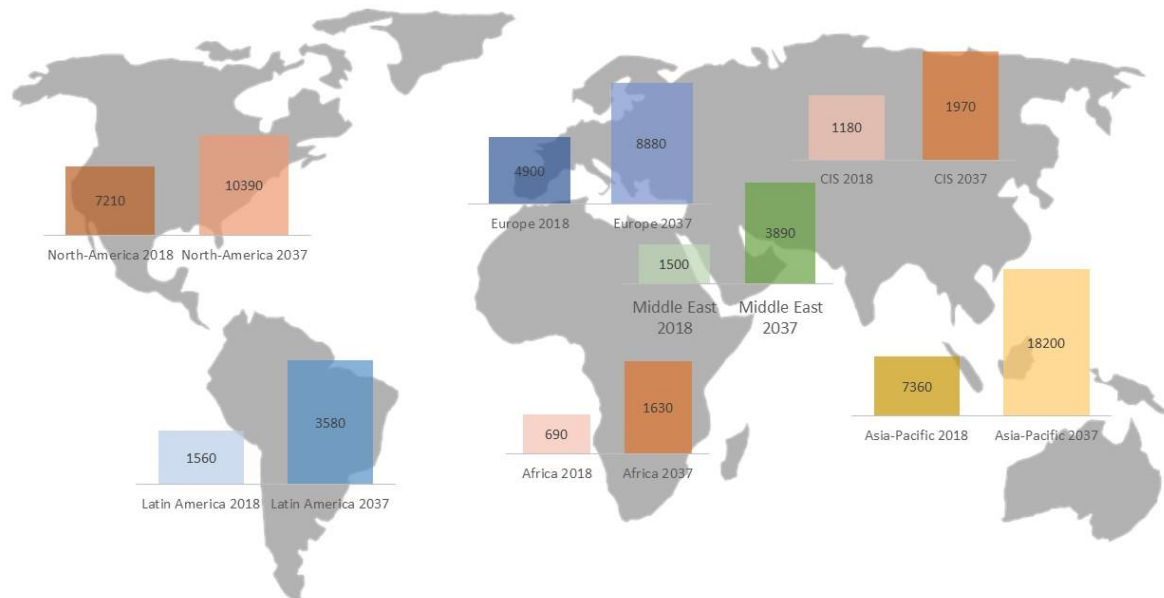 7210
10390
North-America 2018
North-America 2037
4900
8880
Europe 2018
Europe 2037
1180
1970
CIS 2018
CIS 2037
1500
3890
Middle East
2018
Middle East
2037
1560
3580
Latin America 2018
Latin America 2037
690
1630
Africa 2018
Africa 2037
7360
18200
Asia-Pacific 2018
Asia-Pacific 2037